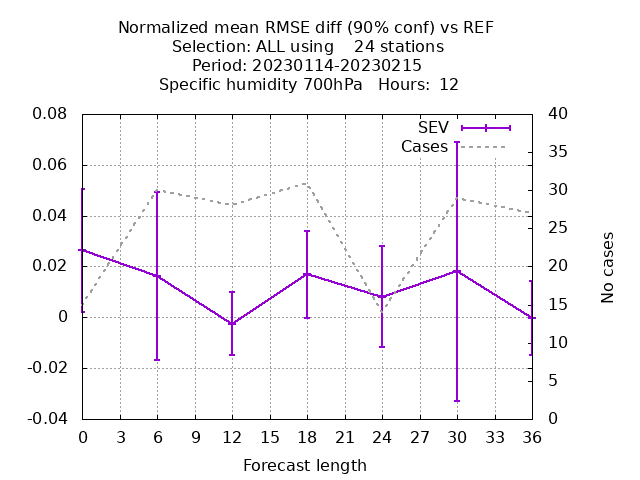 Normalized mean RMSE diff (90% conf) vs REF
Selection: ALL using    24 stations
Period: 20230114-20230215
Specific humidity 700hPa   Hours:  12
SEV
Cases
0.08
0.06
0.04
0.02
0
-0.02
-0.04
40
35
30
25
20
15
10
5
0
No cases
0 3 6 9 12 15 18 21 24 27 30 33 36
Forecast length